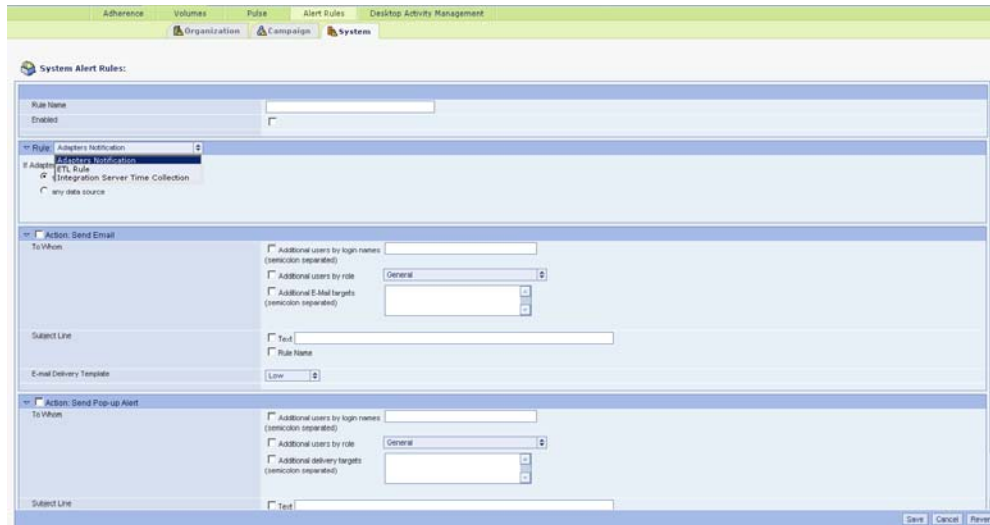 Adherence Volumes Pulse Alert Rules Desktop Activity Management
Organization Campaign System
System Alert Rules:
Rule Name
Enabled
Rule: Adapters Notification
Adapters Notification
If Adapte
ETL Rule
Integration Server Time Collection
any data source
Action: Send Email
To Whom
Additional users by login names
(semicolon separated)
Additional users by role General
Additional E-Mail targets
(semicolon separated)
Subject Line
Text
Rule Name
E-mail Delivery Template
Low
Action: Send Pop-up Alert
To Whom
Additional users by login names
(semicolon separated)
Additional users by role General
Additional delivery targets
(semicolon separated)
Subject Line
Text
Save Cancel Rever